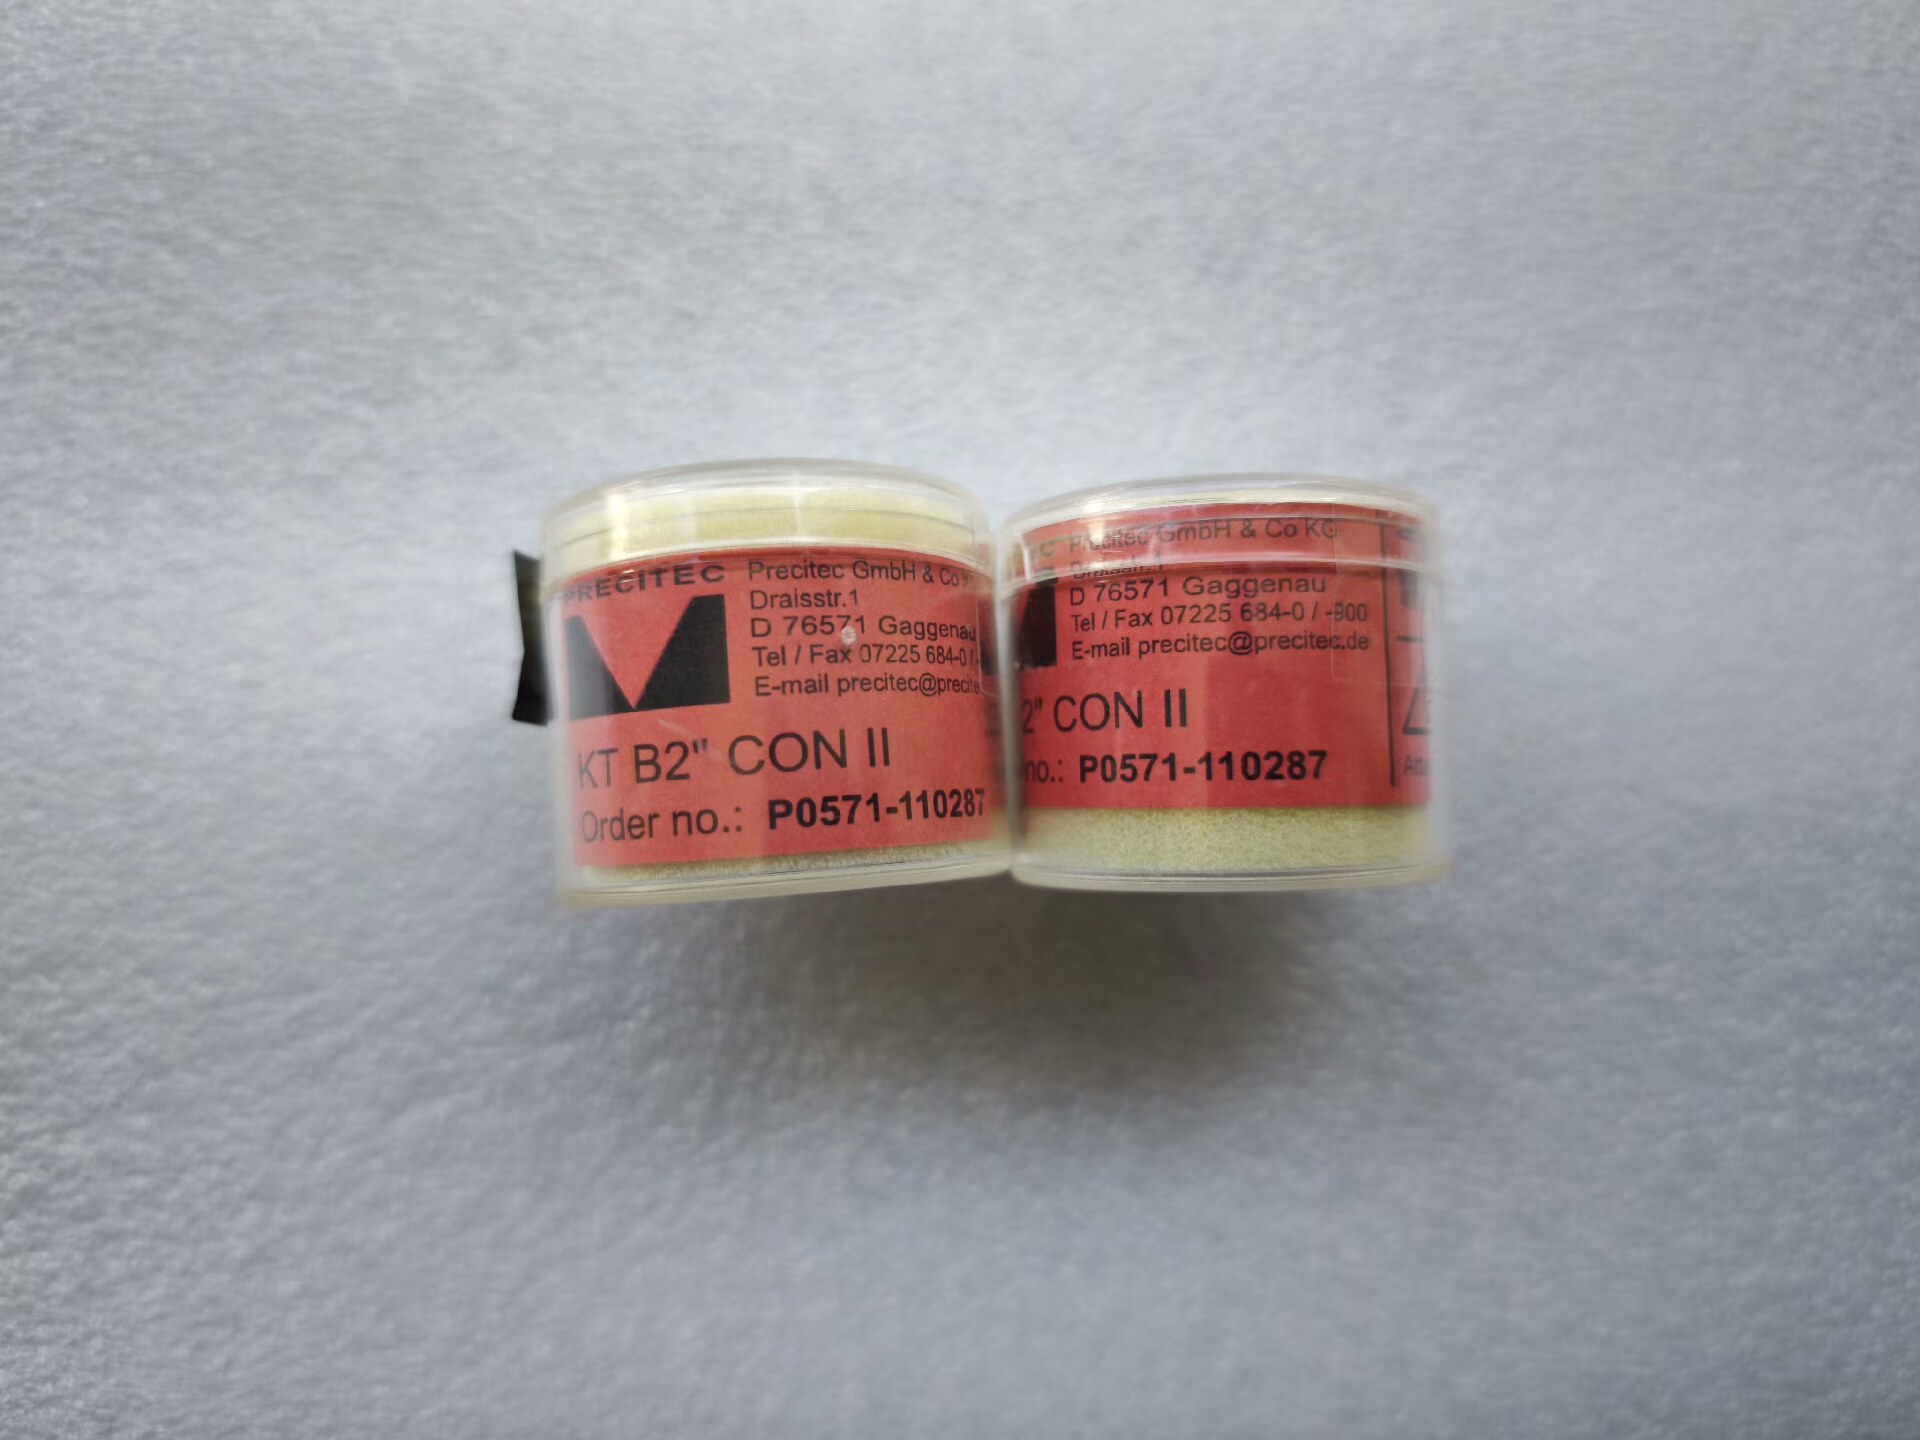 PRECITEC
Precitec GmbH & Co
Draisstr.1
D 76571 Gaggenau
Tel / Fax 07225 684-0 /
E-mail precitec@precite
KT B2" CON II
Order no.: P0571-110287
Precitec GmbH & Co KG
Draisstr.1
D 76571 Gaggenau
Tel / Fax 07225 684-0 / -900
E-mail precitec@precitec.de
2" CON II
no.: P0571-110287